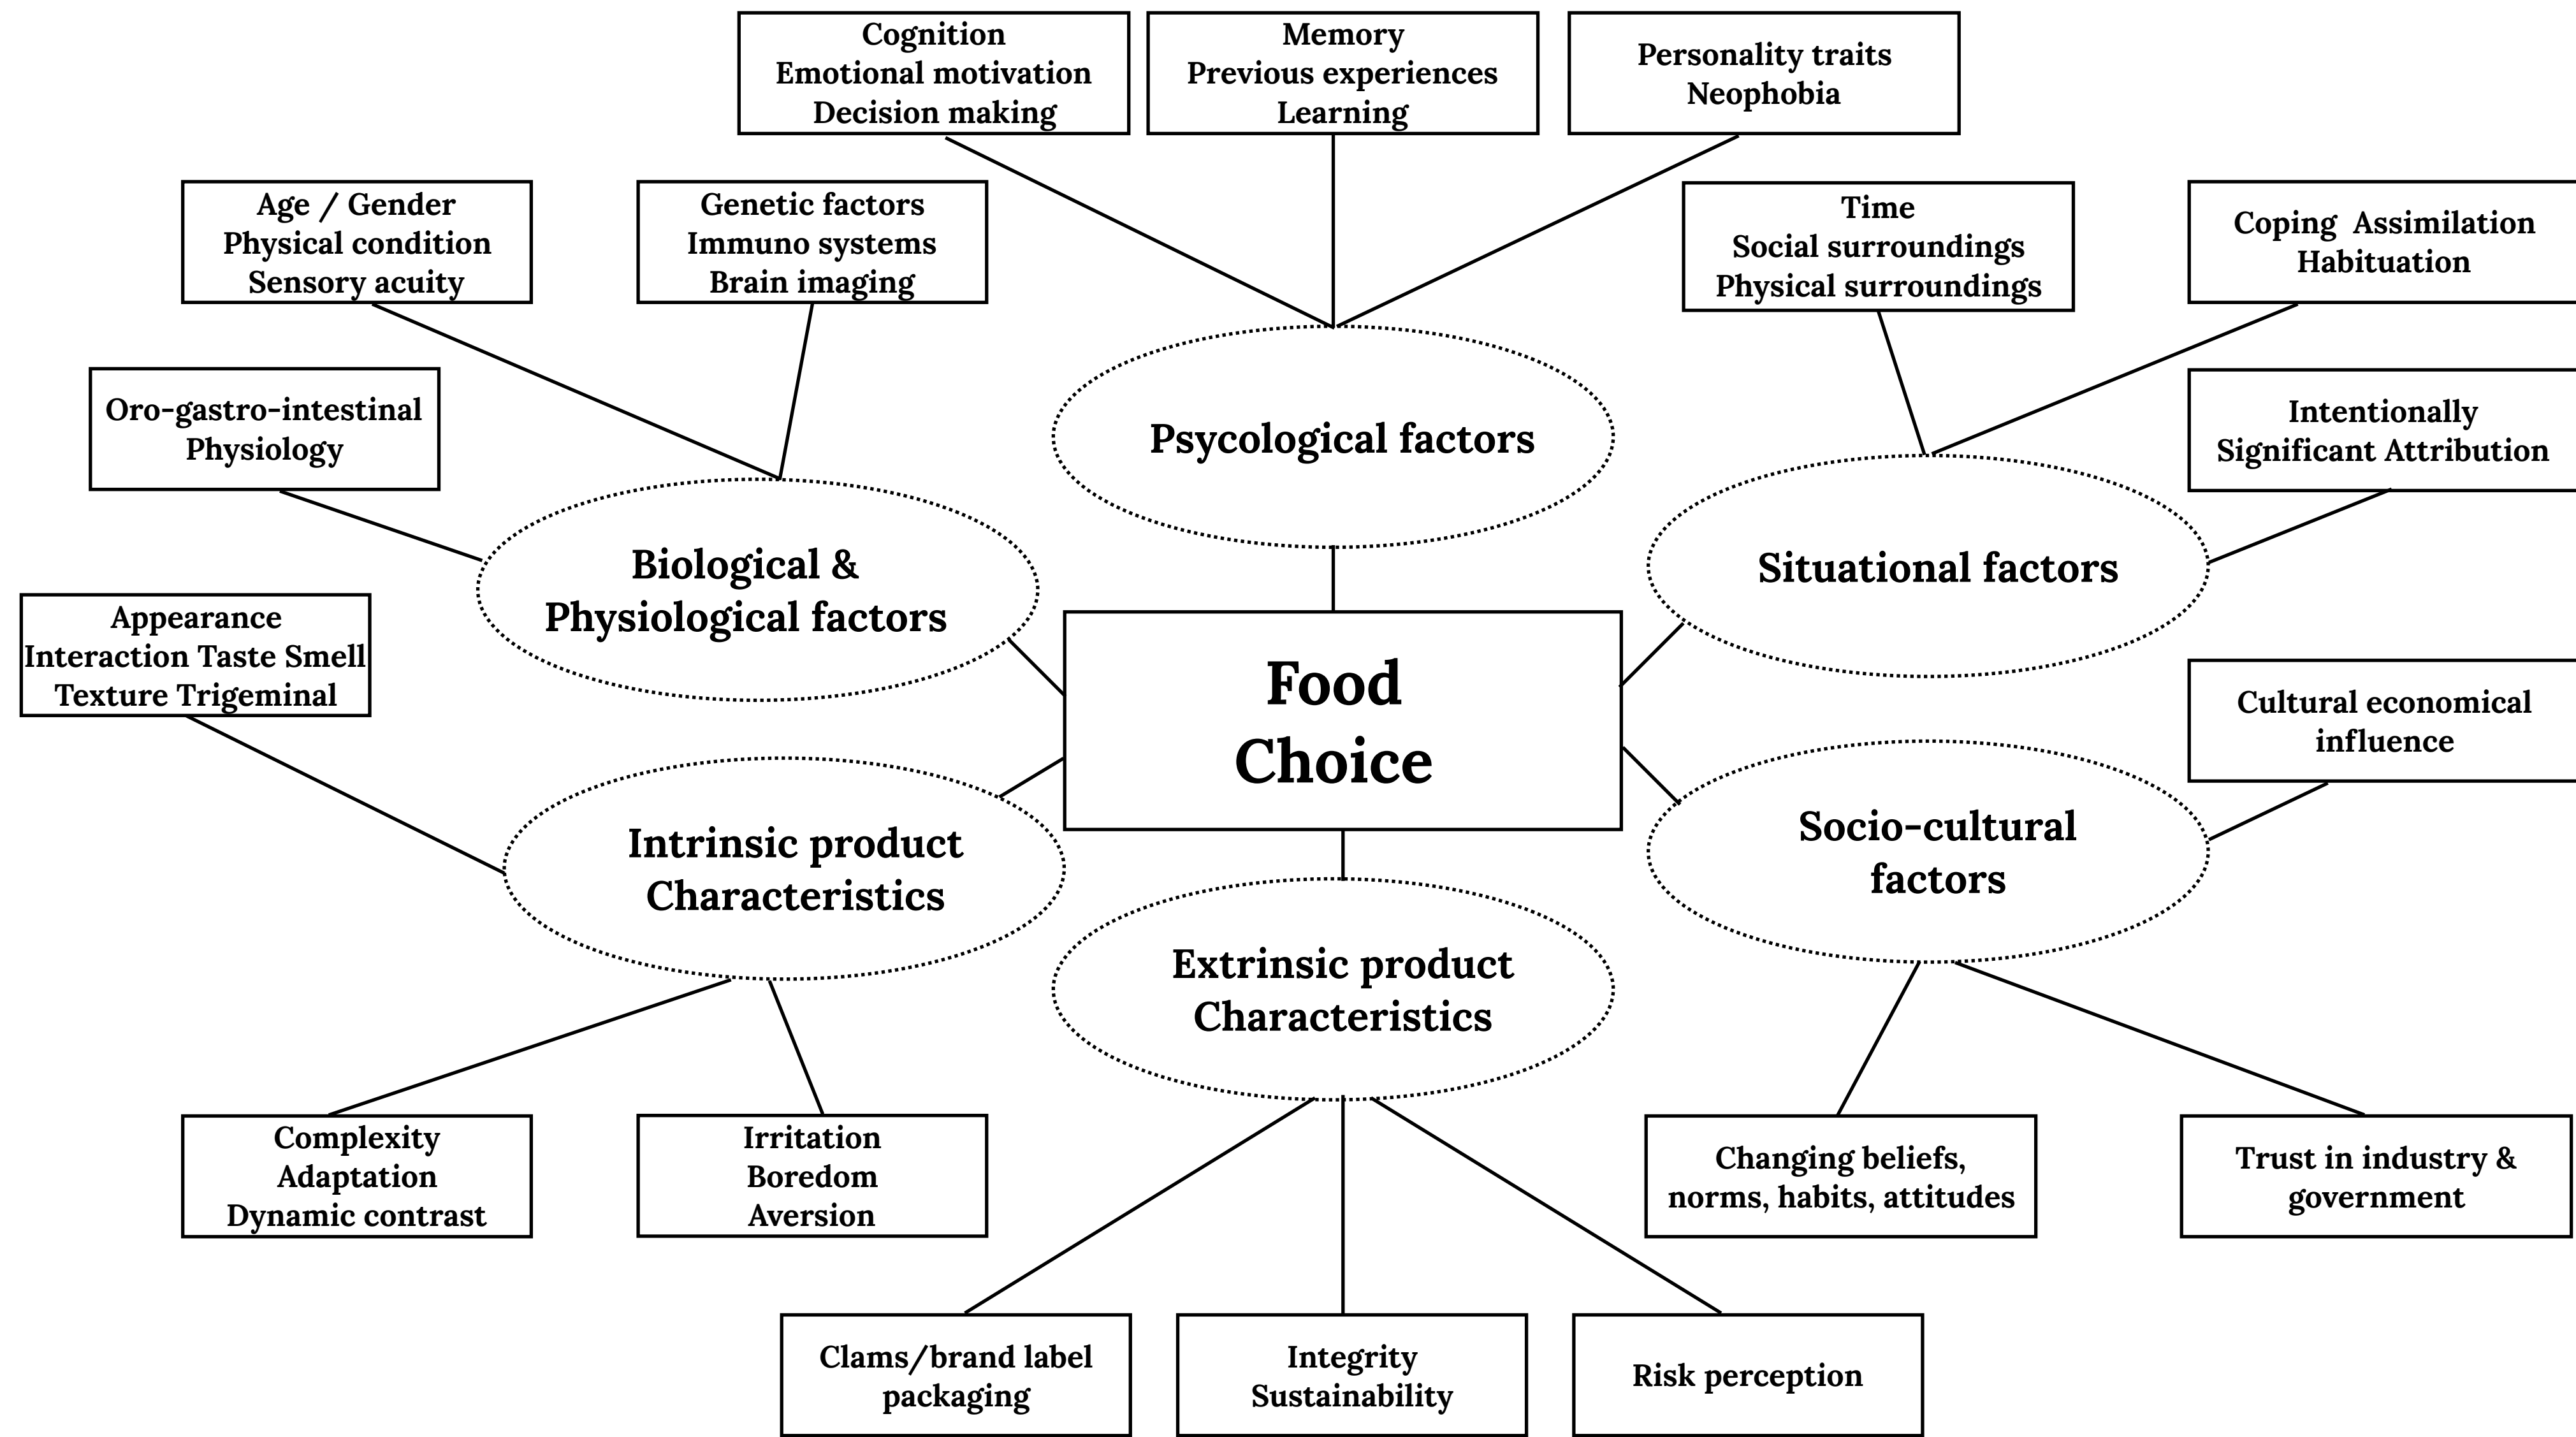 Cognition
Emotional motivation
Decision making
Memory
Previous experiences
Learning
Personality traits
Neophobia
Age / Gender
Physical condition
Sensory acuity
Genetic factors
Immuno systems
Brain imaging
Time
Social surroundings
Physical surroundings
Coping  Assimilation
Habituation
Oro-gastro-intestinal
Physiology
Psycological factors
Intentionally
Significant Attribution
Biological &
Physiological factors
Situational factors
Appearance
Interaction Taste Smell
Texture Trigeminal
Food
Choice
Cultural economical
influence
Intrinsic product
Characteristics
Socio-cultural
factors
Extrinsic product
Characteristics
Complexity
Adaptation
Dynamic contrast
Irritation
Boredom
Aversion
Changing beliefs,
norms, habits, attitudes
Trust in industry &
government
Clams/brand label
packaging
Integrity
Sustainability
Risk perception